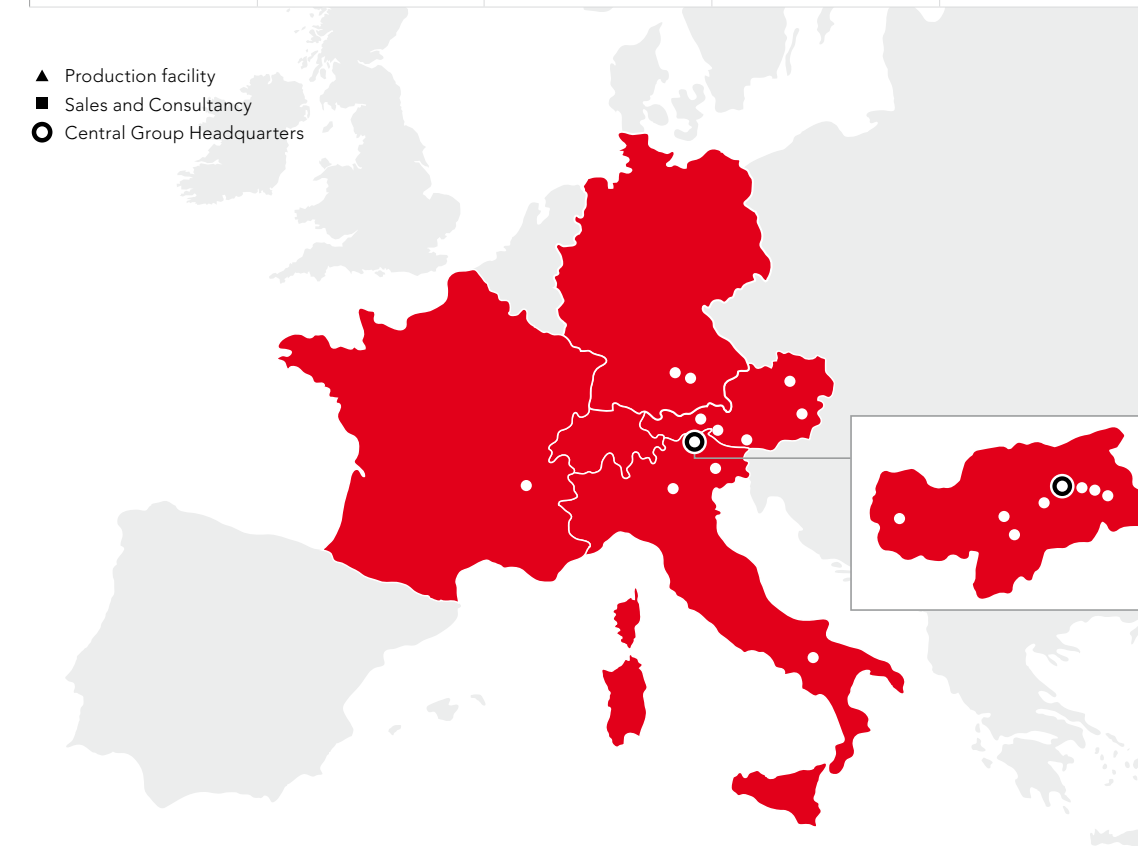 Production facility
Sales and Consultancy
Central Group Headquarters